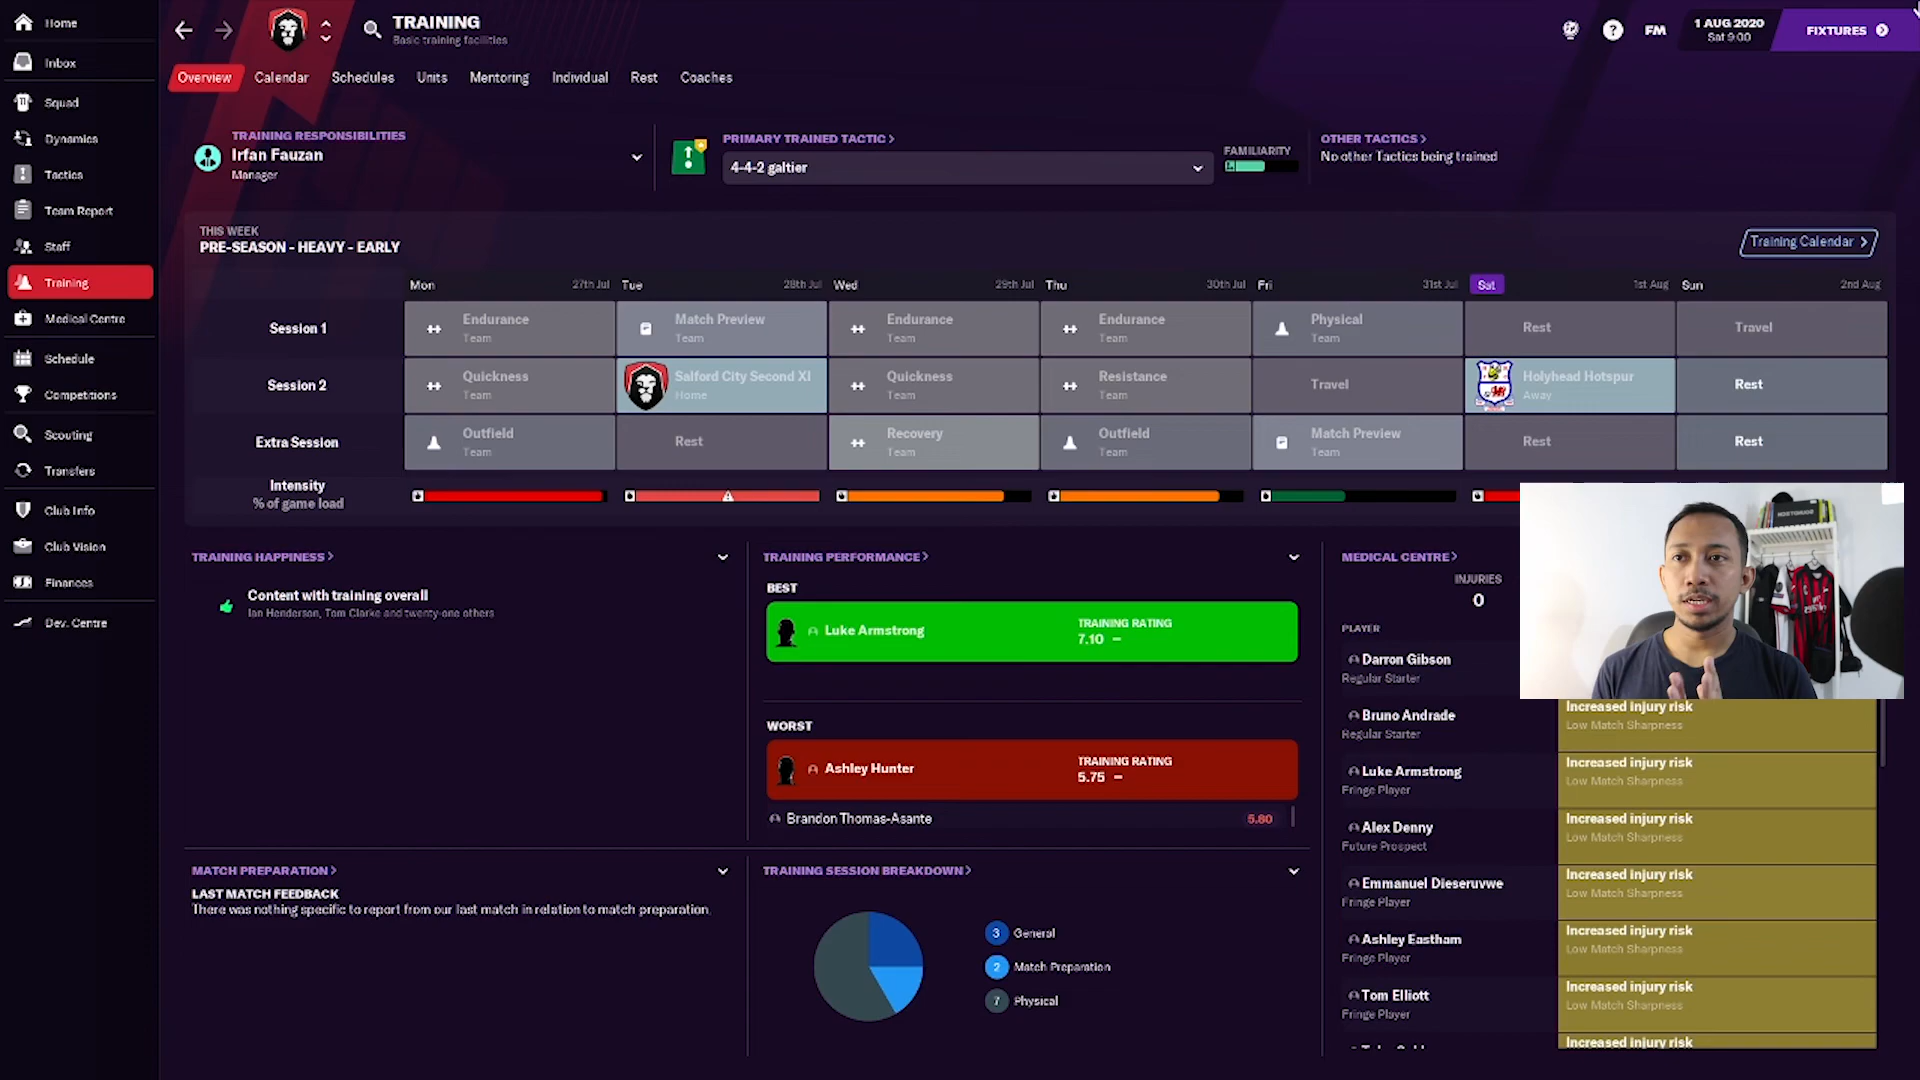 Home
Inbox
Squad
Dynamics
Tactics
Team Report
Staff
Training
Medical Centre
Schedule
Competitions
Scouting
Transfers
Club Info
Club Vision
Finances
Dev. Centre
TRAINING
Basic training facilities
FM
1 AUG 2020
Sat 9:00
FIXTURES
Overview Calendar Schedules Units Mentoring Individual Rest Coaches
TRAINING RESPONSIBILITIES
Irfan Fauzan
Manager
PRIMARY TRAINED TACTIC >
4-4-2 galtier
FAMILIARITY
OTHER TACTICS >
No other Tactics being trained
THIS WEEK
PRE-SEASON - HEAVY - EARLY
Training Calendar >
Mon 27th Jul Tue 28th Jul Wed 29th Jul Thu 30th Jul Fri 31st Jul Sat 1st Aug Sun 2nd Aug
Session 1
Endurance Match Preview Endurance Endurance Physical Rest Travel
Team Team Team Team Team
Session 2
Quickness Salford City Second XI Quickness Resistance Travel Holyhead Hotspur Rest
Team Home Team Team Away
Extra Session
Outfield Rest Recovery Outfield Match Preview Rest Rest
Team Team Team Team
Intensity
% of game load
TRAINING HAPPINESS >
Content with training overall
Ian Henderson, Tom Clarke and twenty-one others
TRAINING PERFORMANCE >
BEST
Luke Armstrong
TRAINING RATING
7.10 –
WORST
Ashley Hunter
TRAINING RATING
5.75 –
Brandon Thomas-Asante 5.80
MATCH PREPARATION >
LAST MATCH FEEDBACK
There was nothing specific to report from our last match in relation to match preparation.
TRAINING SESSION BREAKDOWN >
3 General
2 Match Preparation
7 Physical
MEDICAL CENTRE >
INJURIES
0
PLAYER
Darron Gibson
Regular Starter
Bruno Andrade
Regular Starter
Increased injury risk
Low Match Sharpness
Luke Armstrong
Fringe Player
Increased injury risk
Low Match Sharpness
Alex Denny
Future Prospect
Increased injury risk
Low Match Sharpness
Emmanuel Dieseruvwe
Fringe Player
Increased injury risk
Low Match Sharpness
Ashley Eastham
Fringe Player
Increased injury risk
Low Match Sharpness
Tom Elliott
Fringe Player
Increased injury risk
Low Match Sharpness
Increased injury risk